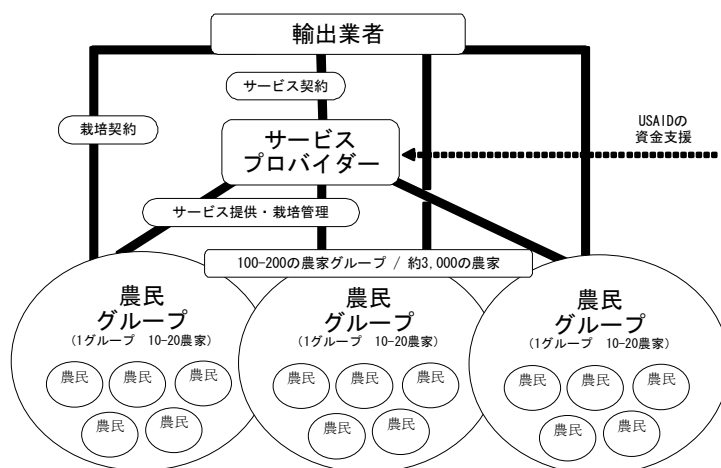 輸出業者
サービス契約
栽培契約
USAIDの
資金支援
サービス
プロバイダー
サービス提供・栽培管理
100-200の農家グループ / 約3,000の農家
農民
グループ
(1グループ 10-20農家)
農民
農民
農民
農民
農民
農民
グループ
(1グループ 10-20農家)
農民
農民
農民
農民
農民
農民
グループ
(1グループ 10-20農家)
農民
農民
農民
農民
農民